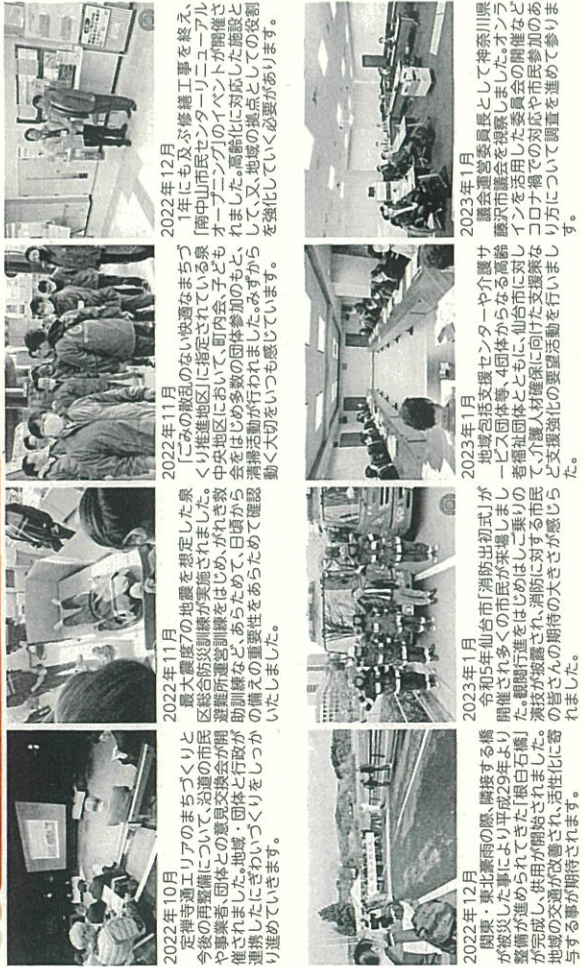 2022年10月
定禅寺通エリアのまちづくりと
今後の再整備について、沿道の市民
や事業者、団体との意見交換会が開
催されました。地域・団体と行政が
連携したにぎわいづくりをしっか
り進めていきます。
2022年11月
最大震度7の地震を想定した泉
区総合防災訓練が実施されました。
避難所運営訓練をはじめ、がれき救
助訓練など、あらためて、日頃から
の備えの重要性をあらためて確認
いたしました。
2022年11月
「ごみの散乱のない快適なまちづ
くり推進地区」に指定されている泉
中央地区において、町内会、子ども
会をはじめ多数の団体参加のもと、
清掃活動が行われました。みずから
動く大切をいつも感じています。
2022年12月
1年にも及ぶ修繕工事を終え、
「南中山市民センターリニューアル
オープニング」のイベントが開催さ
れました。高齢化に対応した施設と
して、又、地域の拠点としての役割
を強化していく必要があります。
2022年12月
関東・東北豪雨の際、隣接する橋
が被災した事により平成29年より
整備が進められてきた「根白石橋」
が完成し、供用が開始されました。
地域の交通が改善され、活性化に寄
与する事が期待されます。
2023年1月
令和5年仙台市「消防出初式」が
開催され多くの市民が来場しまし
た。観閲行進をはじめはしご乗りの
演技が披露され、消防に対する市民
の皆さんの期待の大きさが感じら
れました。
2023年1月
地域包括支援センターや介護サ
ービス団体等、4団体からなる高齢
者福祉団体とともに、仙台市に対し
て、介護人材確保に向けた支援策な
ど支援強化の要望活動を行いまし
た。
2023年1月
議会運営委員長として神奈川県
藤沢市議会を視察しました。オンラ
インを活用した委員会の開催など
コロナ禍での対応や市民参加のあ
り方について調査を進めて参りま
す。